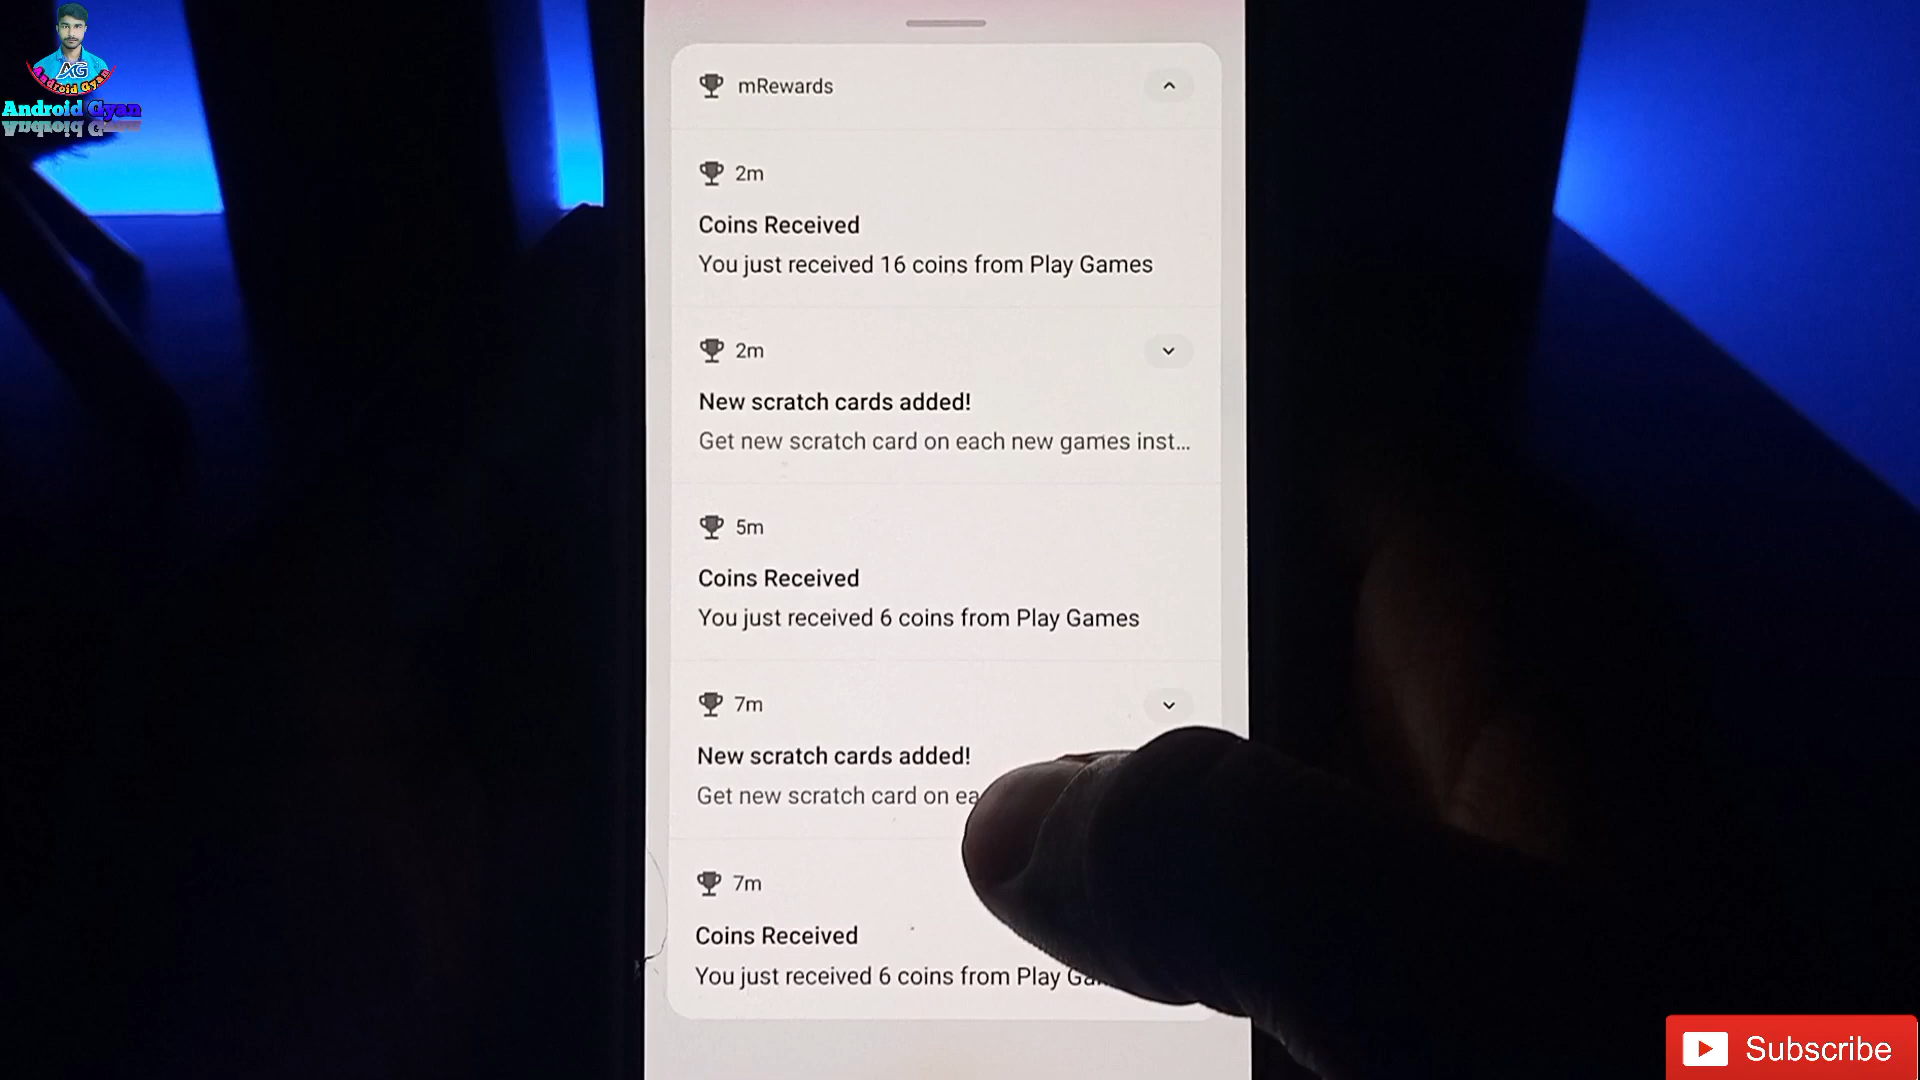 AG
Android Gyan
Android Gyan
mRewards
2m
Coins Received
You just received 16 coins from Play Games
2m
New scratch cards added!
Get new scratch card on each new games inst...
5m
Coins Received
You just received 6 coins from Play Games
7m
New scratch cards added!
Get new scratch card on ea
7m
Coins Received
You just received 6 coins from Play Ga
Subscribe